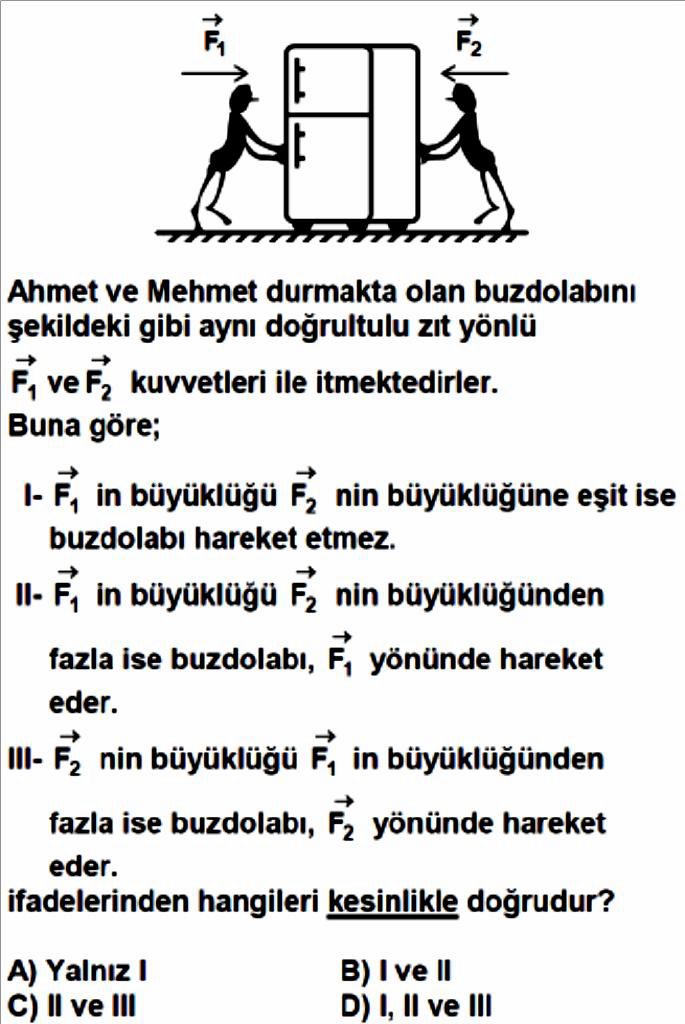 F₁ F₂
Ahmet ve Mehmet durmakta olan buzdolabını
şekildeki gibi aynı doğrultulu zıt yönlü
F₁ ve F₂ kuvvetleri ile itmektedirler.
Buna göre;
I- F₁ in büyüklüğü F₂ nin büyüklüğüne eşit ise
buzdolabı hareket etmez.
II- F₁ in büyüklüğü F₂ nin büyüklüğünden
fazla ise buzdolabı, F₁ yönünde hareket
eder.
III- F₂ nin büyüklüğü F₁ in büyüklüğünden
fazla ise buzdolabı, F₂ yönünde hareket
eder.
ifadelerinden hangileri kesinlikle doğrudur?
A) Yalnız I B) I ve II
C) II ve III D) I, II ve III